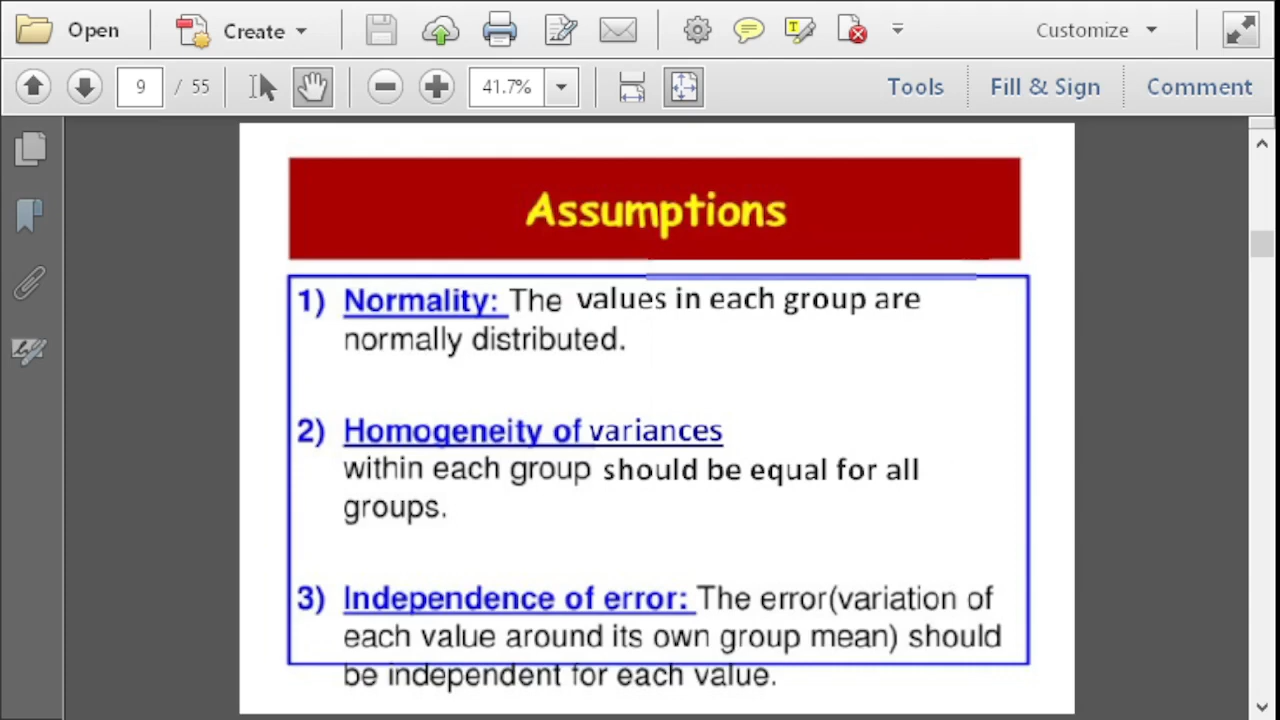 Open Create Customize
9 / 55 41.7% Tools Fill & Sign Comment
Assumptions
1) Normality: The values in each group are
normally distributed.
2) Homogeneity of variances
within each group should be equal for all
groups.
3) Independence of error: The error(variation of
each value around its own group mean) should
be independent for each value.